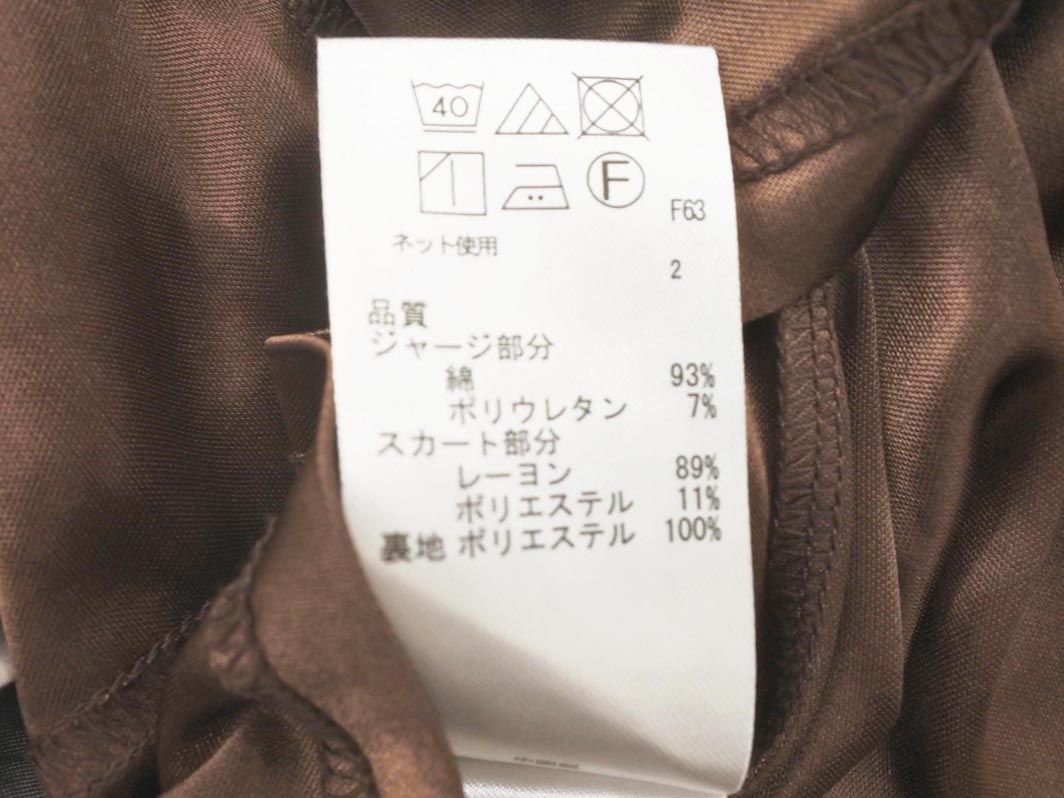 40
F
F63
ネット使用
2
品質
ジャージ部分
綿 93%
ポリウレタン 7%
スカート部分
レーヨン 89%
ポリエステル 11%
裏地 ポリエステル 100%